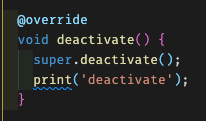 @override
void deactivate() {
  super.deactivate();
  print('deactivate');
}